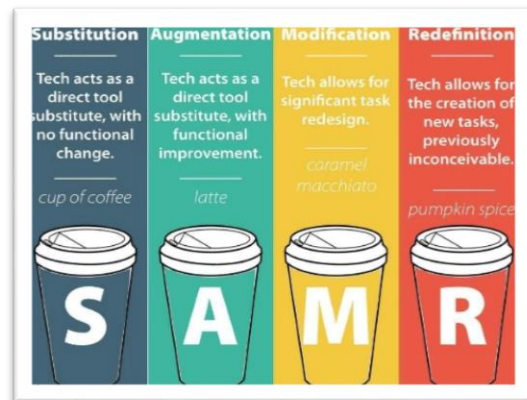 Substitution
Tech acts as a
direct tool
substitute, with
no functional
change.
cup of coffee
S
Augmentation
Tech acts as a
direct tool
substitute, with
functional
improvement.
latte
A
Modification
Tech allows for
significant task
redesign.
caramel
macchiato
M
Redefinition
Tech allows for
the creation of
new tasks,
previously
inconceivable.
pumpkin spice
R